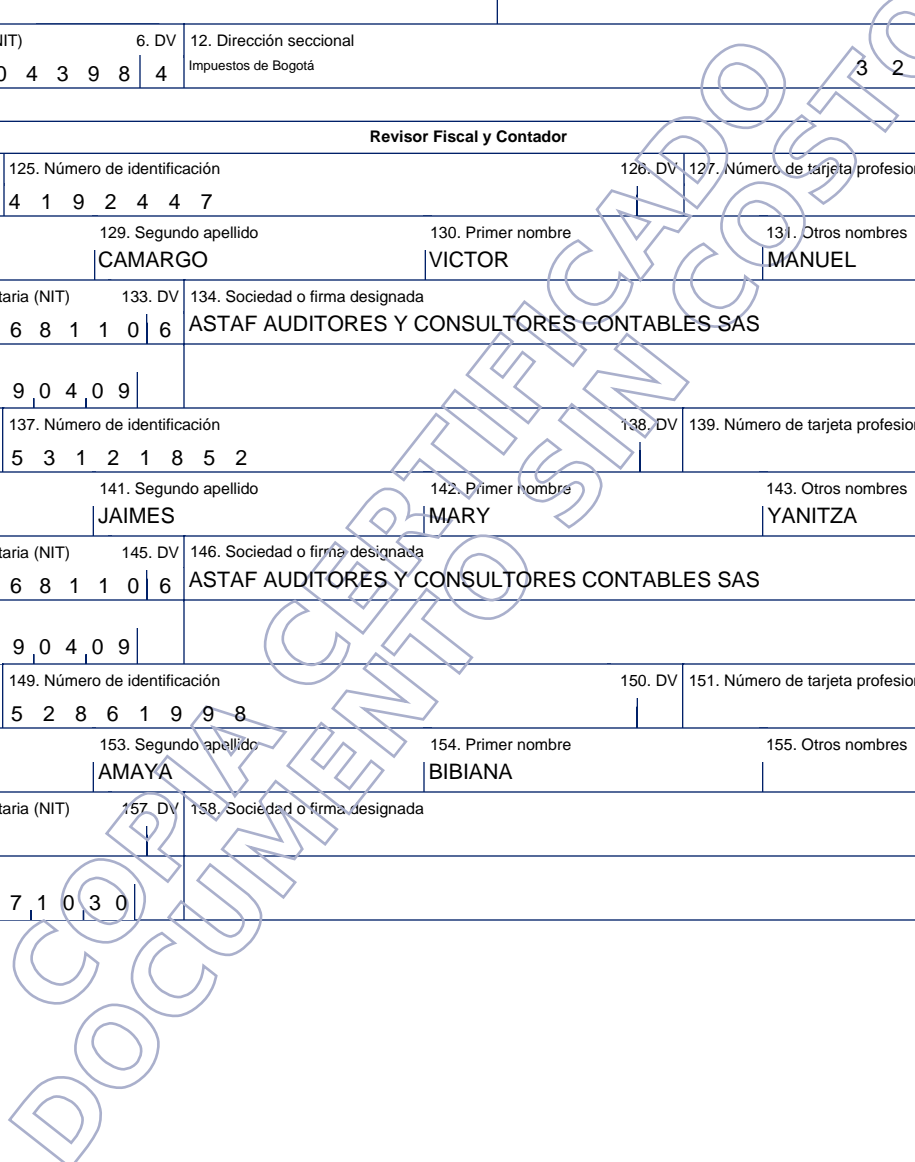 NIT) 6. DV 12. Dirección seccional
0 4 3 9 8 4 Impuestos de Bogotá 3 2
Revisor Fiscal y Contador
125. Número de identificación 126. DV 127. Número de tarjeta profesion
4 1 9 2 4 4 7
129. Segundo apellido 130. Primer nombre 131. Otros nombres
CAMARGO VICTOR MANUEL
taria (NIT) 133. DV 134. Sociedad o firma designada
6 8 1 1 0 6 ASTAF AUDITORES Y CONSULTORES CONTABLES SAS
9 0 4 0 9
137. Número de identificación 138. DV 139. Número de tarjeta profesion
5 3 1 2 1 8 5 2
141. Segundo apellido 142. Primer nombre 143. Otros nombres
JAIMES MARY YANITZA
taria (NIT) 145. DV 146. Sociedad o firma designada
6 8 1 1 0 6 ASTAF AUDITORES Y CONSULTORES CONTABLES SAS
9 0 4 0 9
149. Número de identificación 150. DV 151. Número de tarjeta profesion
5 2 8 6 1 9 9 8
153. Segundo apellido 154. Primer nombre 155. Otros nombres
AMAYA BIBIANA
taria (NIT) 157. DV 158. Sociedad o firma designada
7 1 0 3 0
COPIA CERTIFICADO
DOCUMENTO SIN COSTO